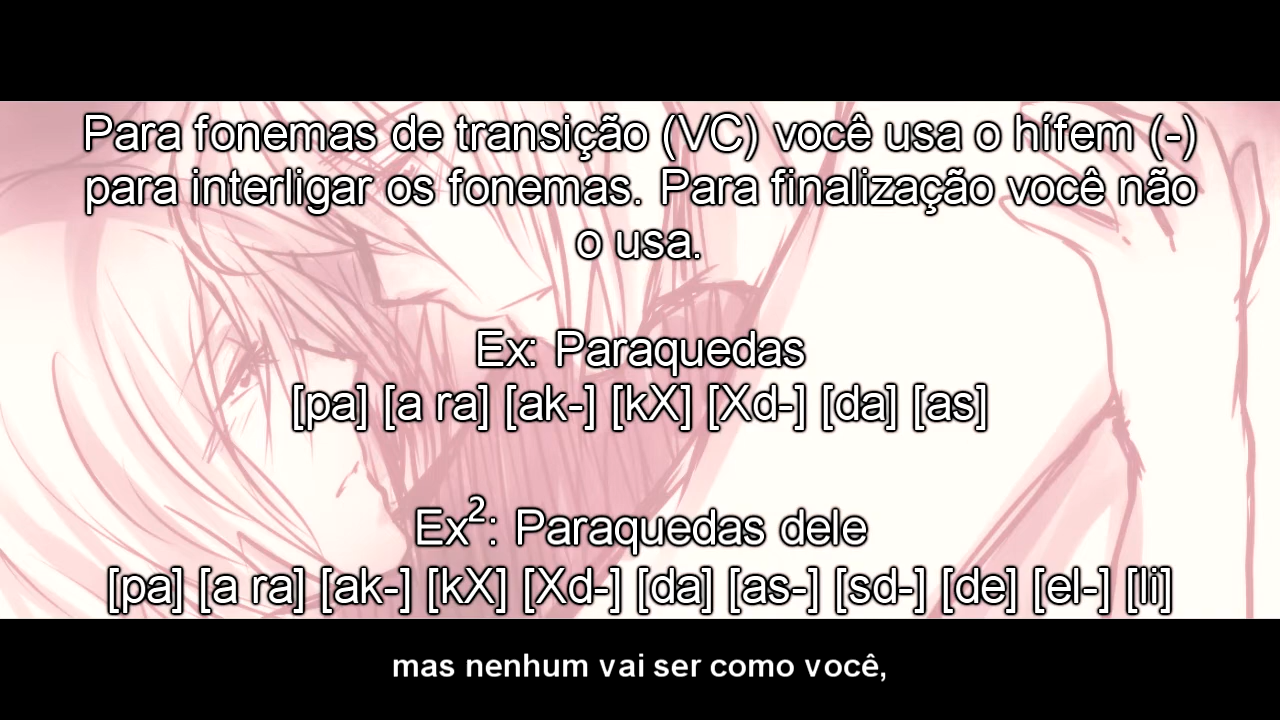 Para fonemas de transição (VC) você usa o hífem (-)
para interligar os fonemas. Para finalização você não
o usa.
Ex: Paraquedas
[pa] [a ra] [ak-] [kX] [Xd-] [da] [as]
Ex²: Paraquedas dele
[pa] [a ra] [ak-] [kX] [Xd-] [da] [as-] [sd-] [de] [el-] [li]
mas nenhum vai ser como você,